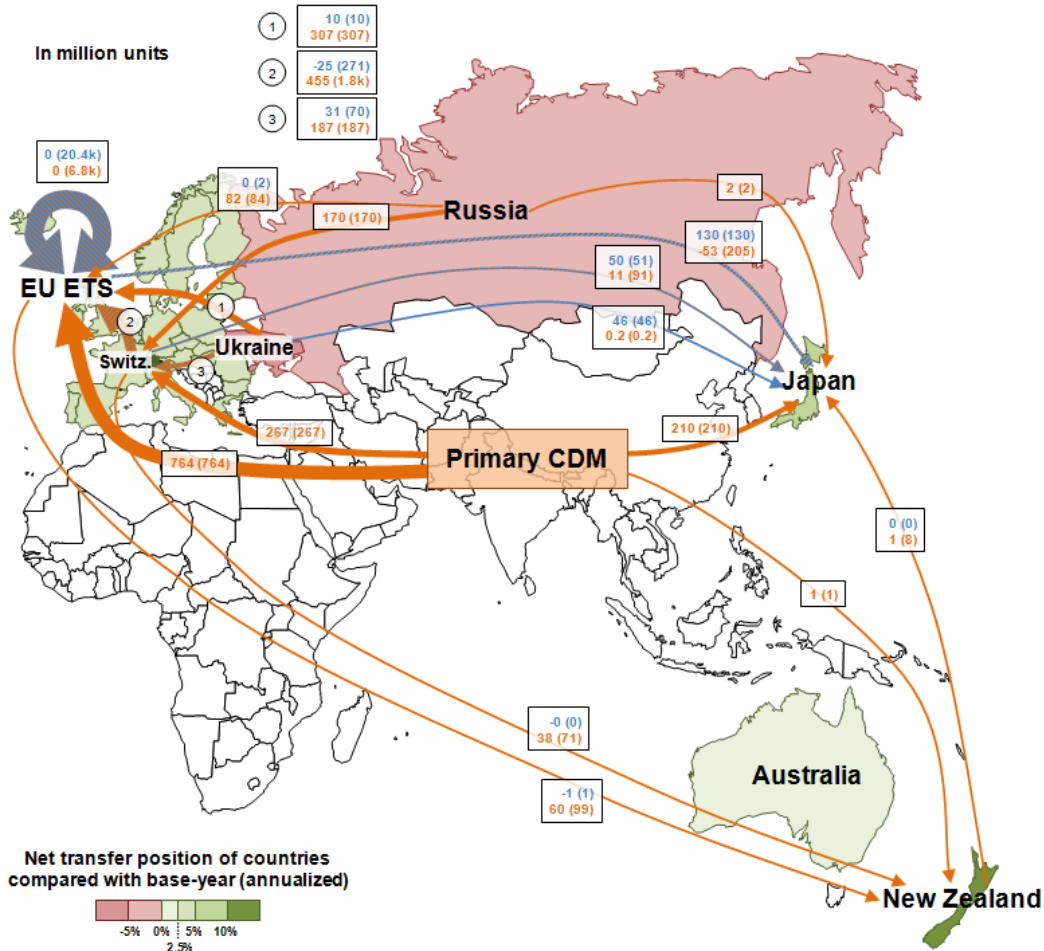 1
10 (10)
307 (307)
In million units
2
-25 (271)
455 (1.8k)
3
31 (70)
187 (187)
0 (20.4k)
0 (6.8k)
0 (2)
82 (84)
2 (2)
170 (170)
Russia
130 (130)
-53 (205)
50 (51)
11 (91)
EU ETS
1
2
46 (46)
0.2 (0.2)
Ukraine
Switz.
3
Japan
267 (267)
210 (210)
764 (764)
Primary CDM
0 (0)
1 (8)
1 (1)
-0 (0)
38 (71)
-1 (1)
60 (99)
Australia
Net transfer position of countries
compared with base-year (annualized)
New Zealand
-5% 0% 5% 10%
2.5%